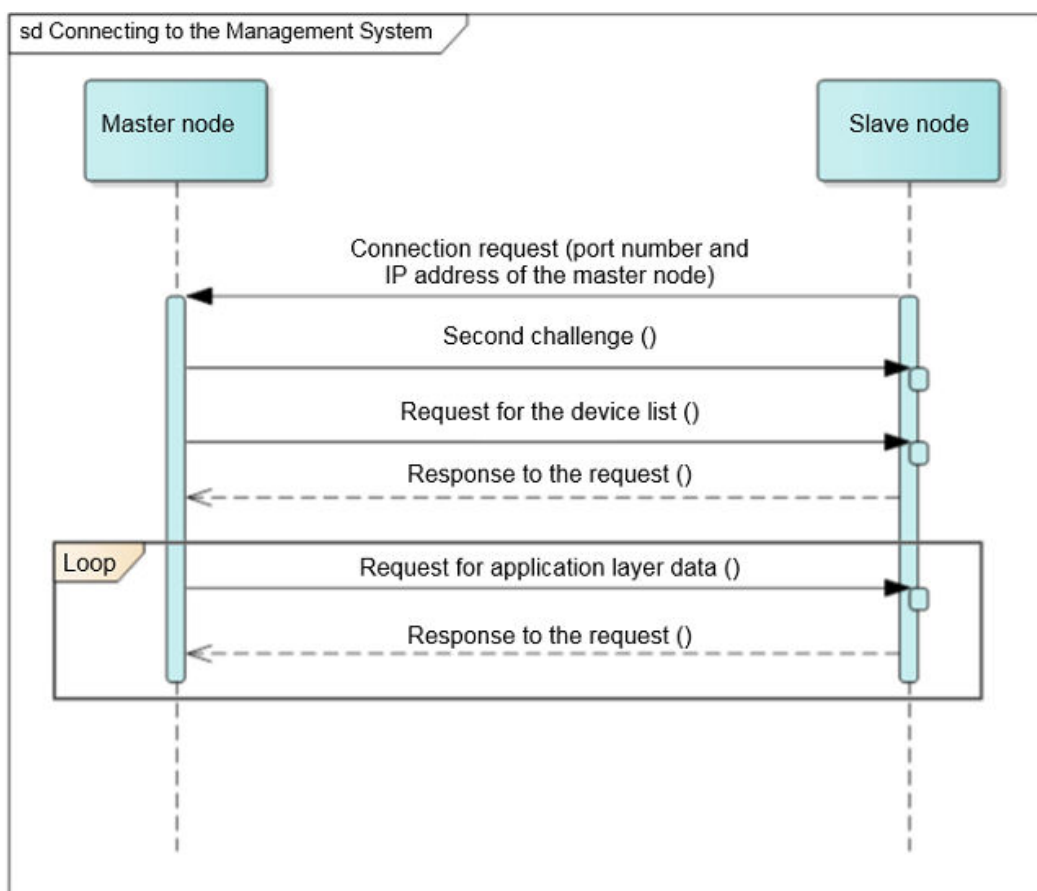 sd Connecting to the Management System
Master node
Slave node
Connection request (port number and
IP address of the master node)
Second challenge ()
Request for the device list ()
Response to the request ()
Loop
Request for application layer data ()
Response to the request ()